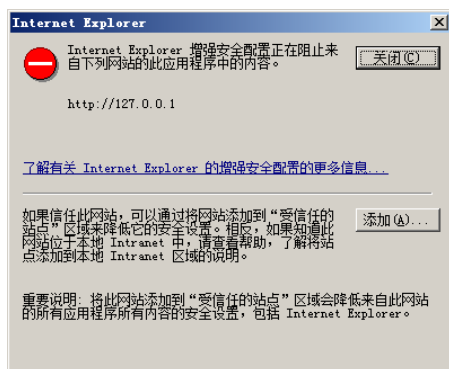 Internet Explorer
Internet Explorer 增强安全配置正在阻止来
自下列网站的此应用程序中的内容。
关闭(C)
http://127.0.0.1
了解有关 Internet Explorer 的增强安全配置的更多信息...
如果信任此网站，可以通过将网站添加到“受信任的
站点”区域来降低它的安全设置。相反，如果知道此
网站位于本地 Intranet 中，请查看帮助，了解将站
点添加到本地 Intranet 区域的说明。
添加(A)...
重要说明: 将此网站添加到“受信任的站点”区域会降低来自此网站
的所有应用程序所有内容的安全设置，包括 Internet Explorer。